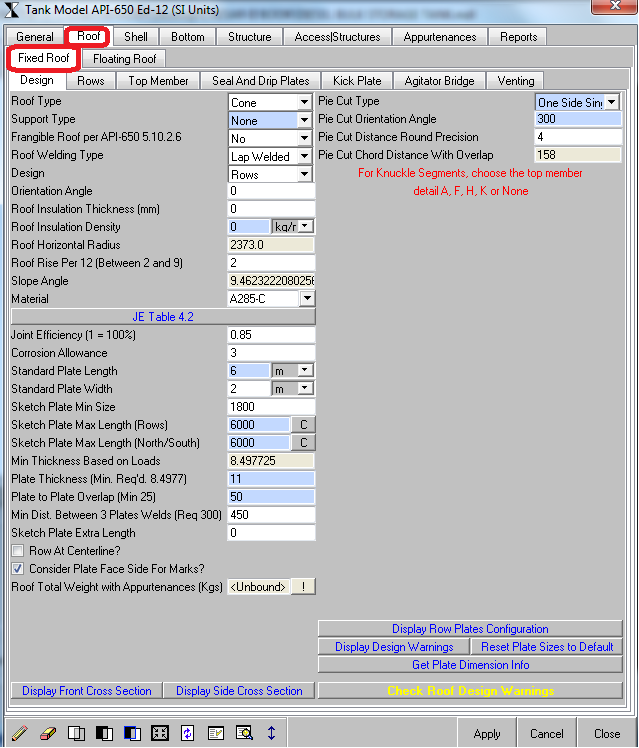 Tank Model API-650 Ed-12 (SI Units)
General Roof Shell Bottom Structure Access|Structures Appurtenances Reports
Fixed Roof Floating Roof
Design Rows Top Member Seal And Drip Plates Kick Plate Agitator Bridge Venting
Roof Type Cone
Support Type None
Frangible Roof per API-650 5.10.2.6 No
Roof Welding Type Lap Welded
Design Rows
Orientation Angle 0
Roof Insulation Thickness (mm) 0
Roof Insulation Density 0 kg/r
Roof Horizontal Radius 2373.0
Roof Rise Per 12 (Between 2 and 9) 2
Slope Angle 9.4623222080256
Material A285-C
JE Table 4.2
Joint Efficiency (1 = 100%) 0.85
Corrosion Allowance 3
Standard Plate Length 6 m
Standard Plate Width 2 m
Sketch Plate Min Size 1800
Sketch Plate Max Length (Rows) 6000 C
Sketch Plate Max Length (North/South) 6000 C
Min Thickness Based on Loads 8.497725
Plate Thickness (Min. Req'd. 8.4977) 11
Plate to Plate Overlap (Min 25) 50
Min Dist. Between 3 Plates Welds (Req 300) 450
Sketch Plate Extra Length 0
Row At Centerline?
Consider Plate Face Side For Marks?
Roof Total Weight with Appurtenances (Kgs) <Unbound> !
Pie Cut Type One Side Sing
Pie Cut Orientation Angle 300
Pie Cut Distance Round Precision 4
Pie Cut Chord Distance With Overlap 158
For Knuckle Segments, choose the top member
detail A, F, H, K or None
Display Row Plates Configuration
Display Design Warnings Reset Plate Sizes to Default
Get Plate Dimension Info
Display Front Cross Section Display Side Cross Section Check Roof Design Warnings
Apply Cancel Close